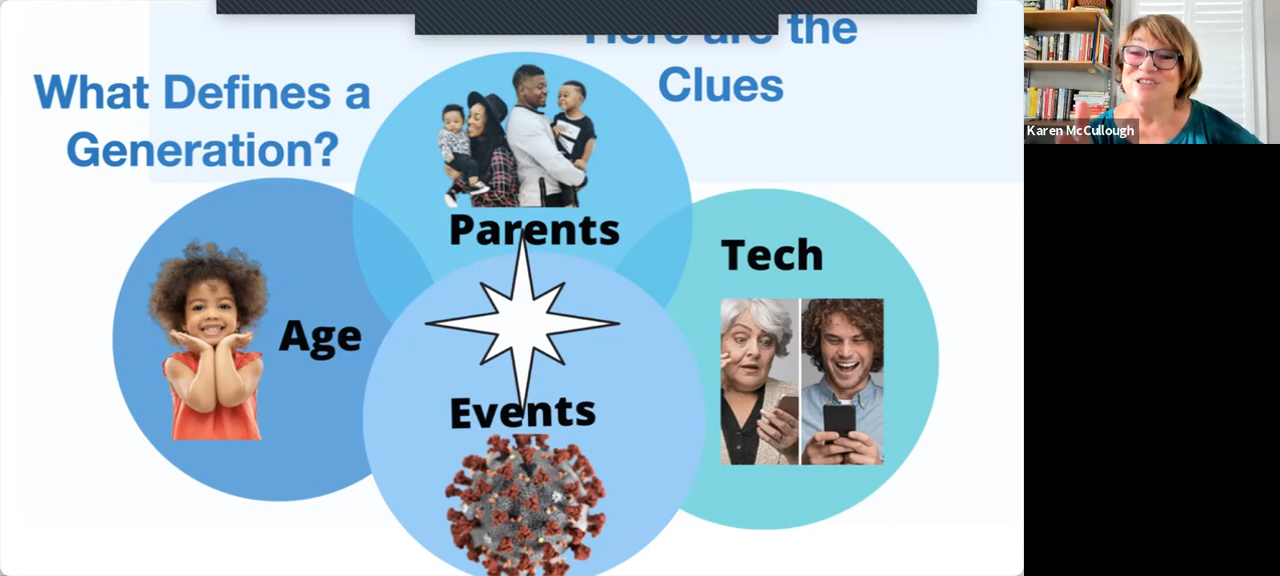 What Defines a
Generation?
Here are the
Clues
Parents
Age
Tech
Events
Karen McCullough